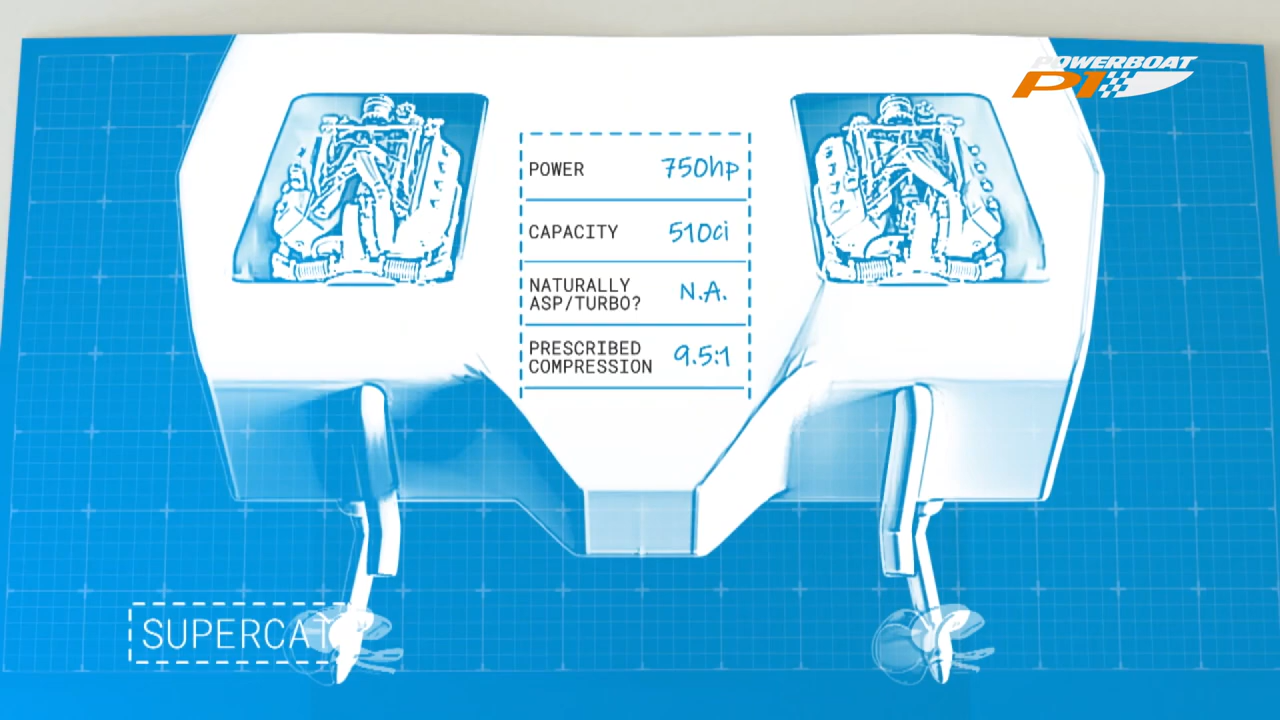 POWERBOAT
P1
POWER 750hp
CAPACITY 510ci
NATURALLY
ASP/TURBO? N.A.
PRESCRIBED
COMPRESSION 9.5:1
SUPERCAT